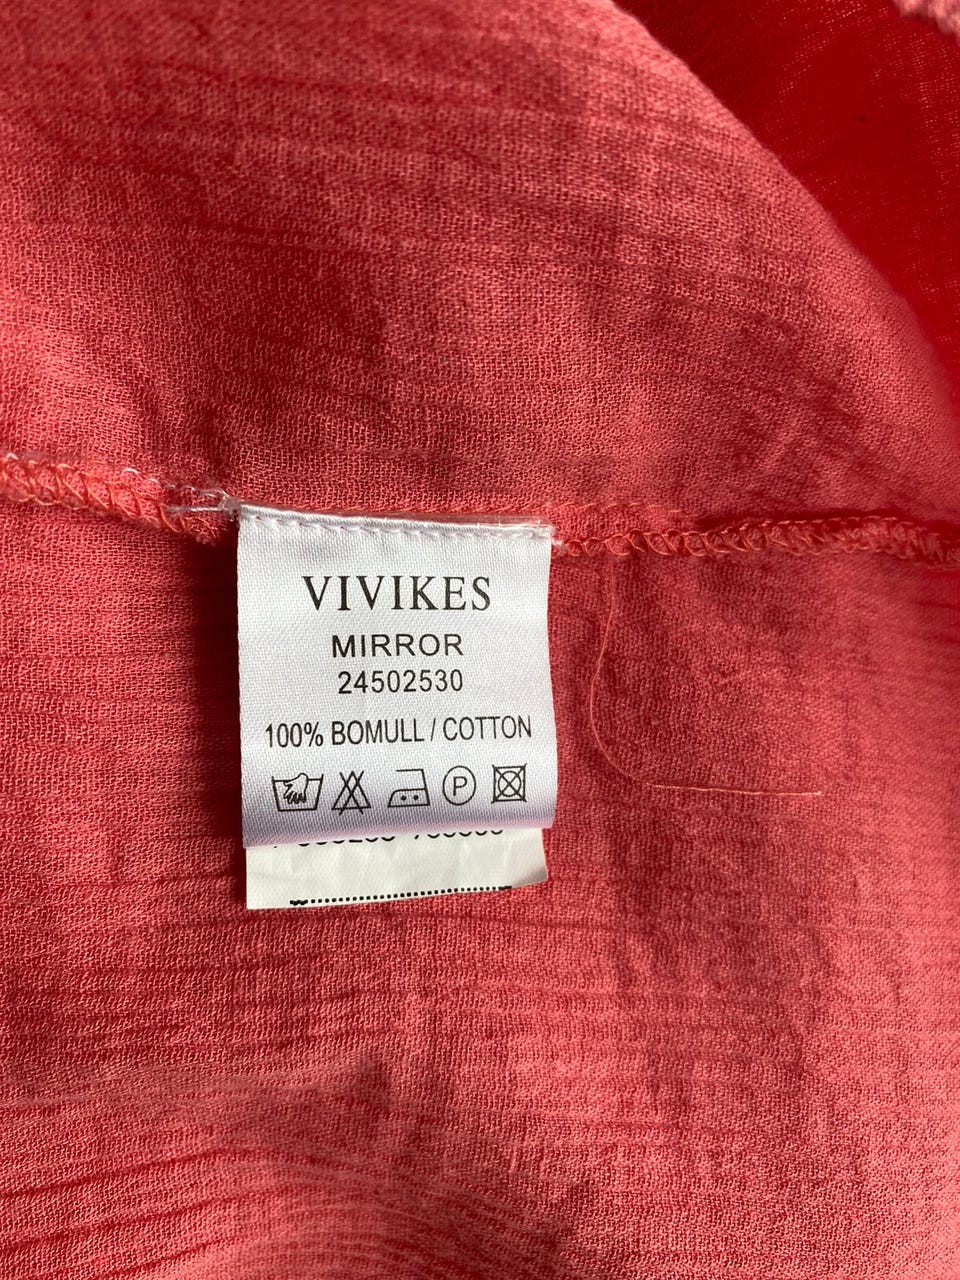 VIVIKES
MIRROR
24502530
100% BOMULL / COTTON
P